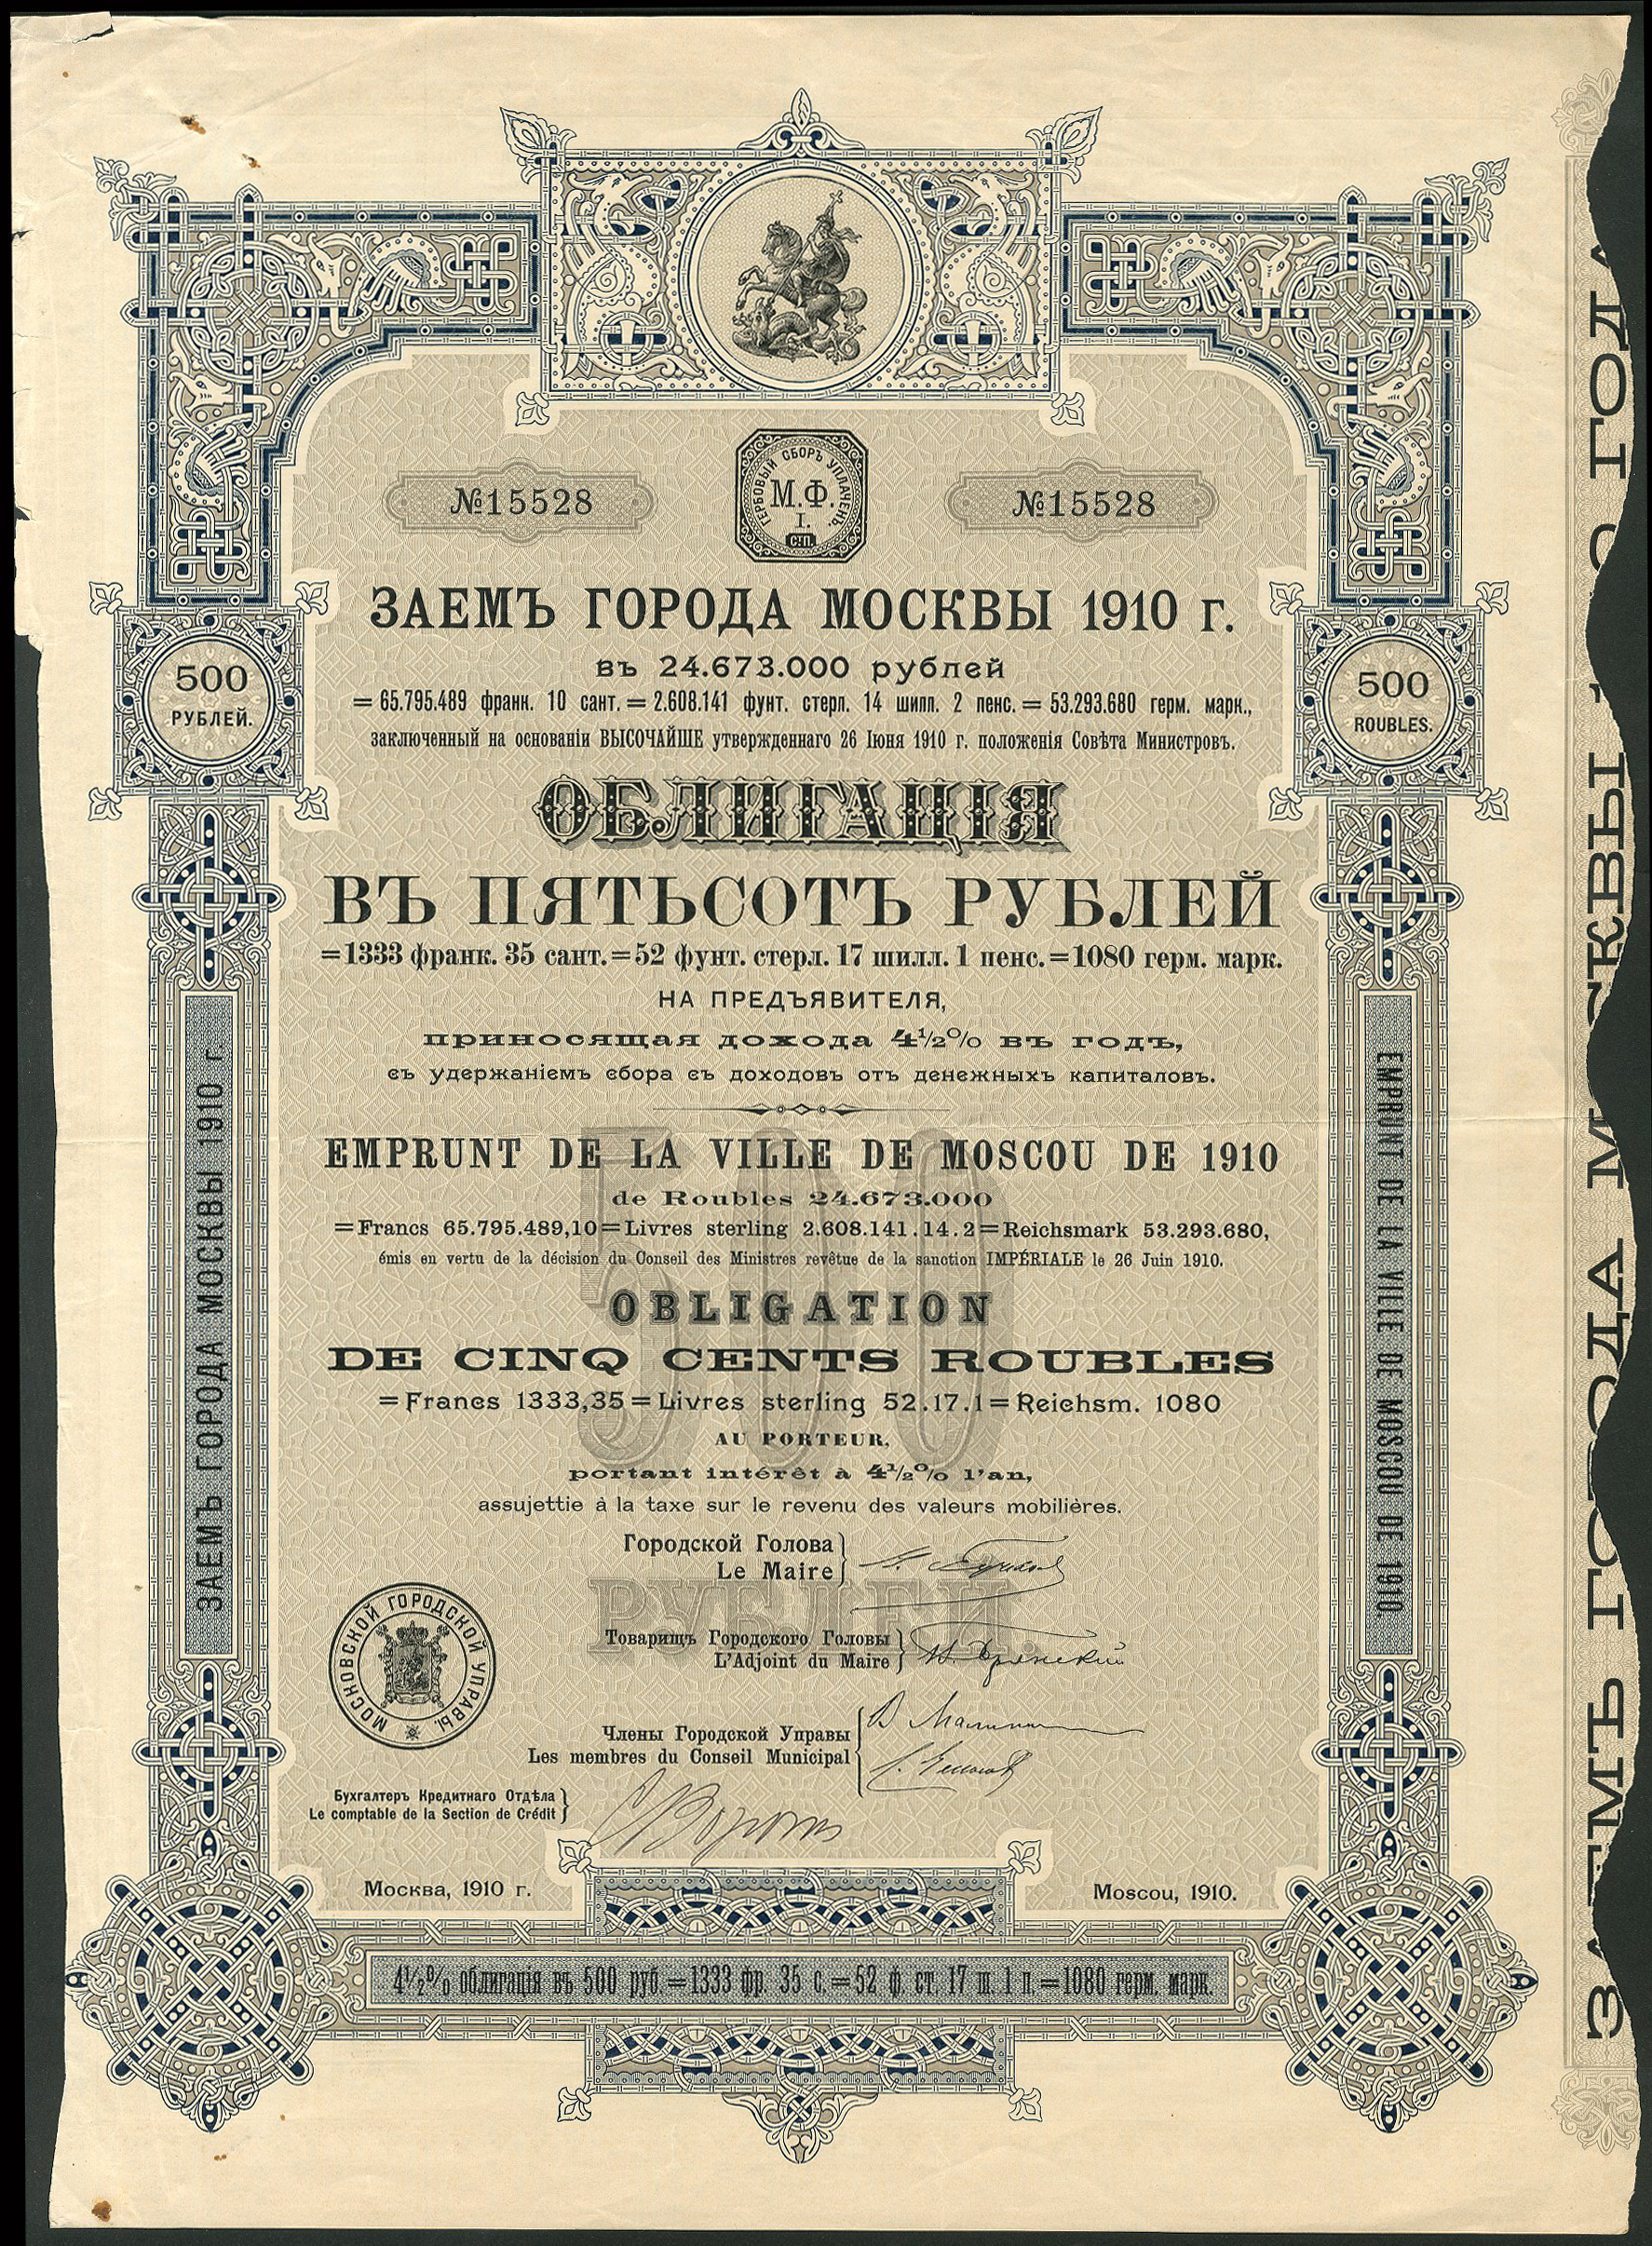 ГЕРБОВЫЙ СБОРЪ УПЛАЧЕНЪ.
М.Ф.
I.
С.П.
№15528
№15528
ЗАЕМЪ ГОРОДА МОСКВЫ 1910 г.
въ 24.673.000 рублей
= 65.795.489 франк. 10 сант. = 2.608.141 фунт. стерл. 14 шилл. 2 пенс. = 53.293.680 герм. марк.,
заключенный на основаніи ВЫСОЧАЙШЕ утвержденнаго 26 Іюня 1910 г. положенія Совѣта Министровъ.
500
РУБЛЕЙ.
500
ROUBLES.
ОБЛИГАЦІЯ
ВЪ ПЯТЬСОТЪ РУБЛЕЙ
=1333 франк. 35 сант.=52 фунт. стерл. 17 шилл. 1 пенс.=1080 герм. марк.
НА ПРЕДЪЯВИТЕЛЯ,
приносящая дохода 4½% въ годъ,
съ удержаніемъ сбора съ доходовъ отъ денежныхъ капиталовъ.
EMPRUNT DE LA VILLE DE MOSCOU DE 1910
de Roubles 24.673.000
=Francs 65.795.489,10=Livres sterling 2.608.141.14.2=Reichsmark 53.293.680,
émis en vertu de la décision du Conseil des Ministres revêtue de la sanction IMPÉRIALE le 26 Juin 1910.
OBLIGATION
DE CINQ CENTS ROUBLES
=Francs 1333,35=Livres sterling 52.17.1=Reichsm. 1080
AU PORTEUR,
portant intérêt à 4½% l'an,
assujettie à la taxe sur le revenu des valeurs mobilières.
500
РУБЛЕЙ.
Городской Голова
Le Maire
Товарищъ Городского Головы
L'Adjoint du Maire
Члены Городской Управы
Les membres du Conseil Municipal
Бухгалтеръ Кредитнаго Отдѣла
Le comptable de la Section de Crédit
МОСКОВСКОЙ ГОРОДСКОЙ УПРАВЫ.
Москва, 1910 г.
Moscou, 1910.
4½% облигація въ 500 руб.=1333 фр. 35 с.=52 ф. ст. 17 ш. 1 п.=1080 герм. марк.
ЗАЕМЪ ГОРОДА МОСКВЫ 1910 г.
EMPRUNT DE LA VILLE DE MOSCOU DE 1910.